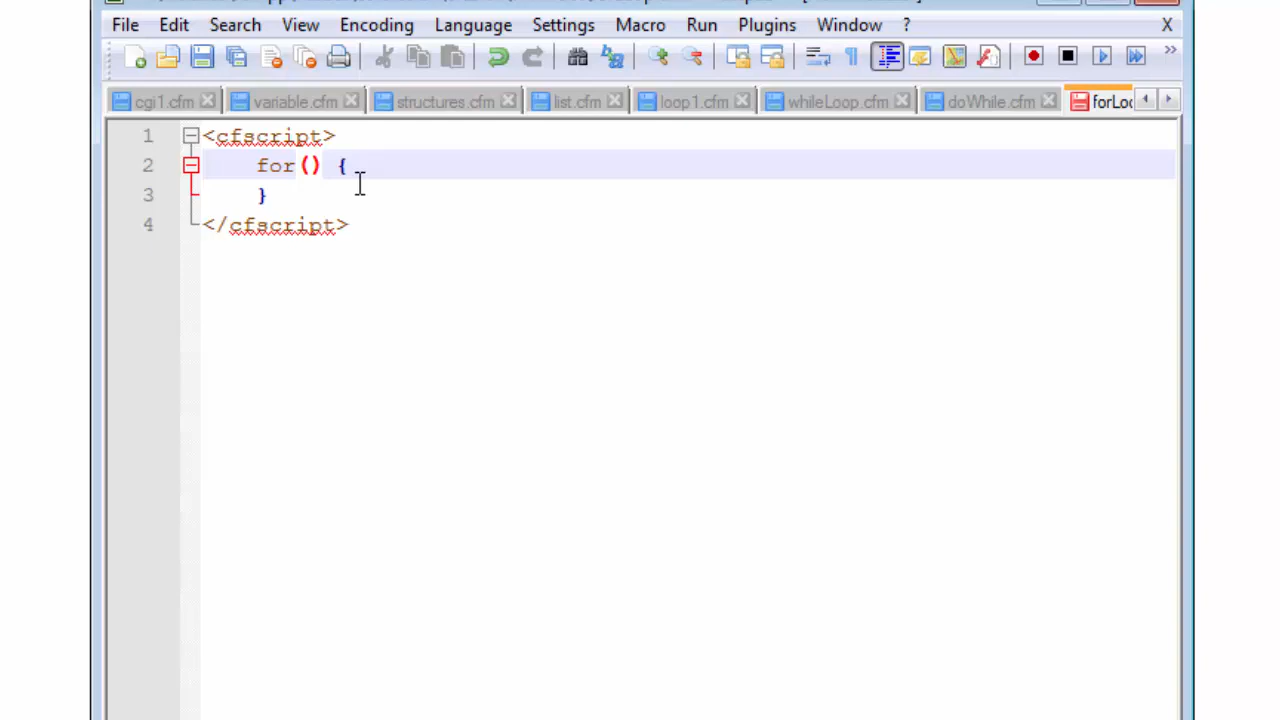 File Edit Search View Encoding Language Settings Macro Run Plugins Window ? X
cgi1.cfm variable.cfm structures.cfm list.cfm loop1.cfm whileLoop.cfm doWhile.cfm forLoo
1 <cfscript>
2 for() {
3 }
4 </cfscript>